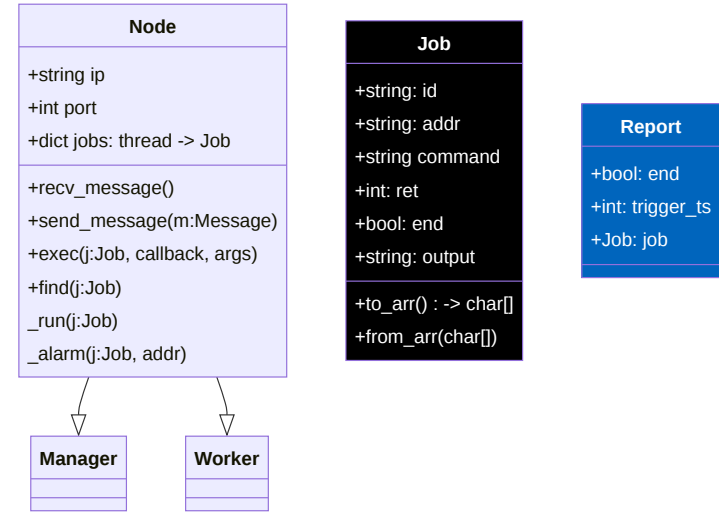 Node
+string ip
+int port
+dict jobs: thread -> Job
+recv_message()
+send_message(m:Message)
+exec(j:Job, callback, args)
+find(j:Job)
_run(j:Job)
_alarm(j:Job, addr)
Manager
Worker
Job
+string: id
+string: addr
+string command
+int: ret
+bool: end
+string: output
+to_arr() : -> char[]
+from_arr(char[])
Report
+bool: end
+int: trigger_ts
+Job: job